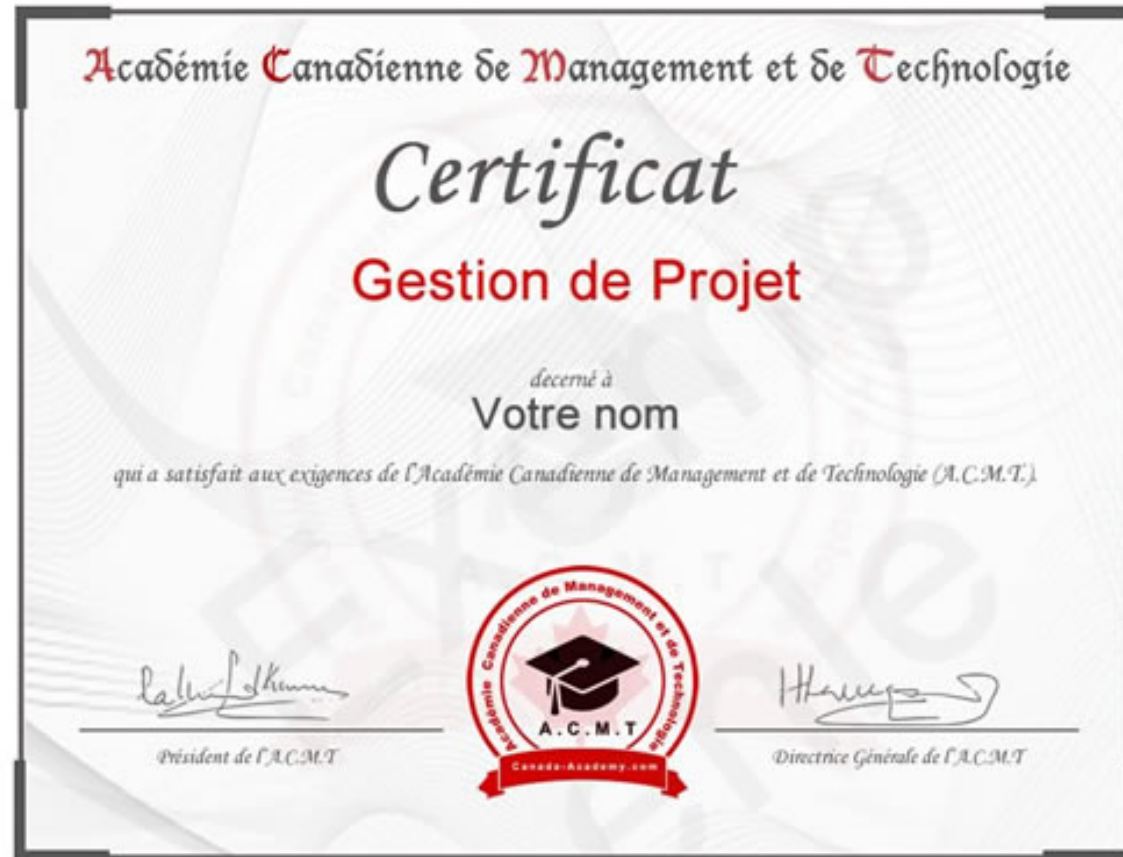 Académie Canadienne de Management et de Technologie
Certificat
Gestion de Projet
decerné à
Votre nom
qui a satisfait aux exigences de l'Académie Canadienne de Management et de Technologie (A.C.M.T.).
Académie Canadienne de Management et de Technologie
A.C.M.T
Canada-Academy.com
Président de l'A.C.M.T
Directrice Générale de l'A.C.M.T